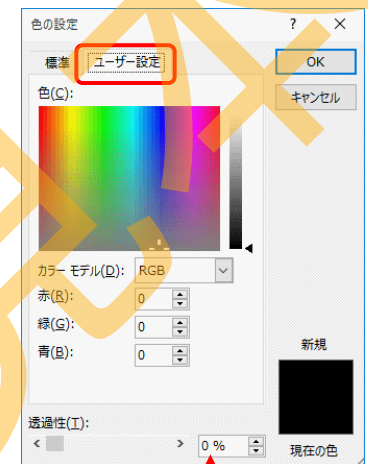 色の設定 ? ×
標準 ユーザー設定 OK
色(C): キャンセル
カラー モデル(D): RGB
赤(R): 0
緑(G): 0
青(B): 0
新規
透過性(T):
0 %
現在の色